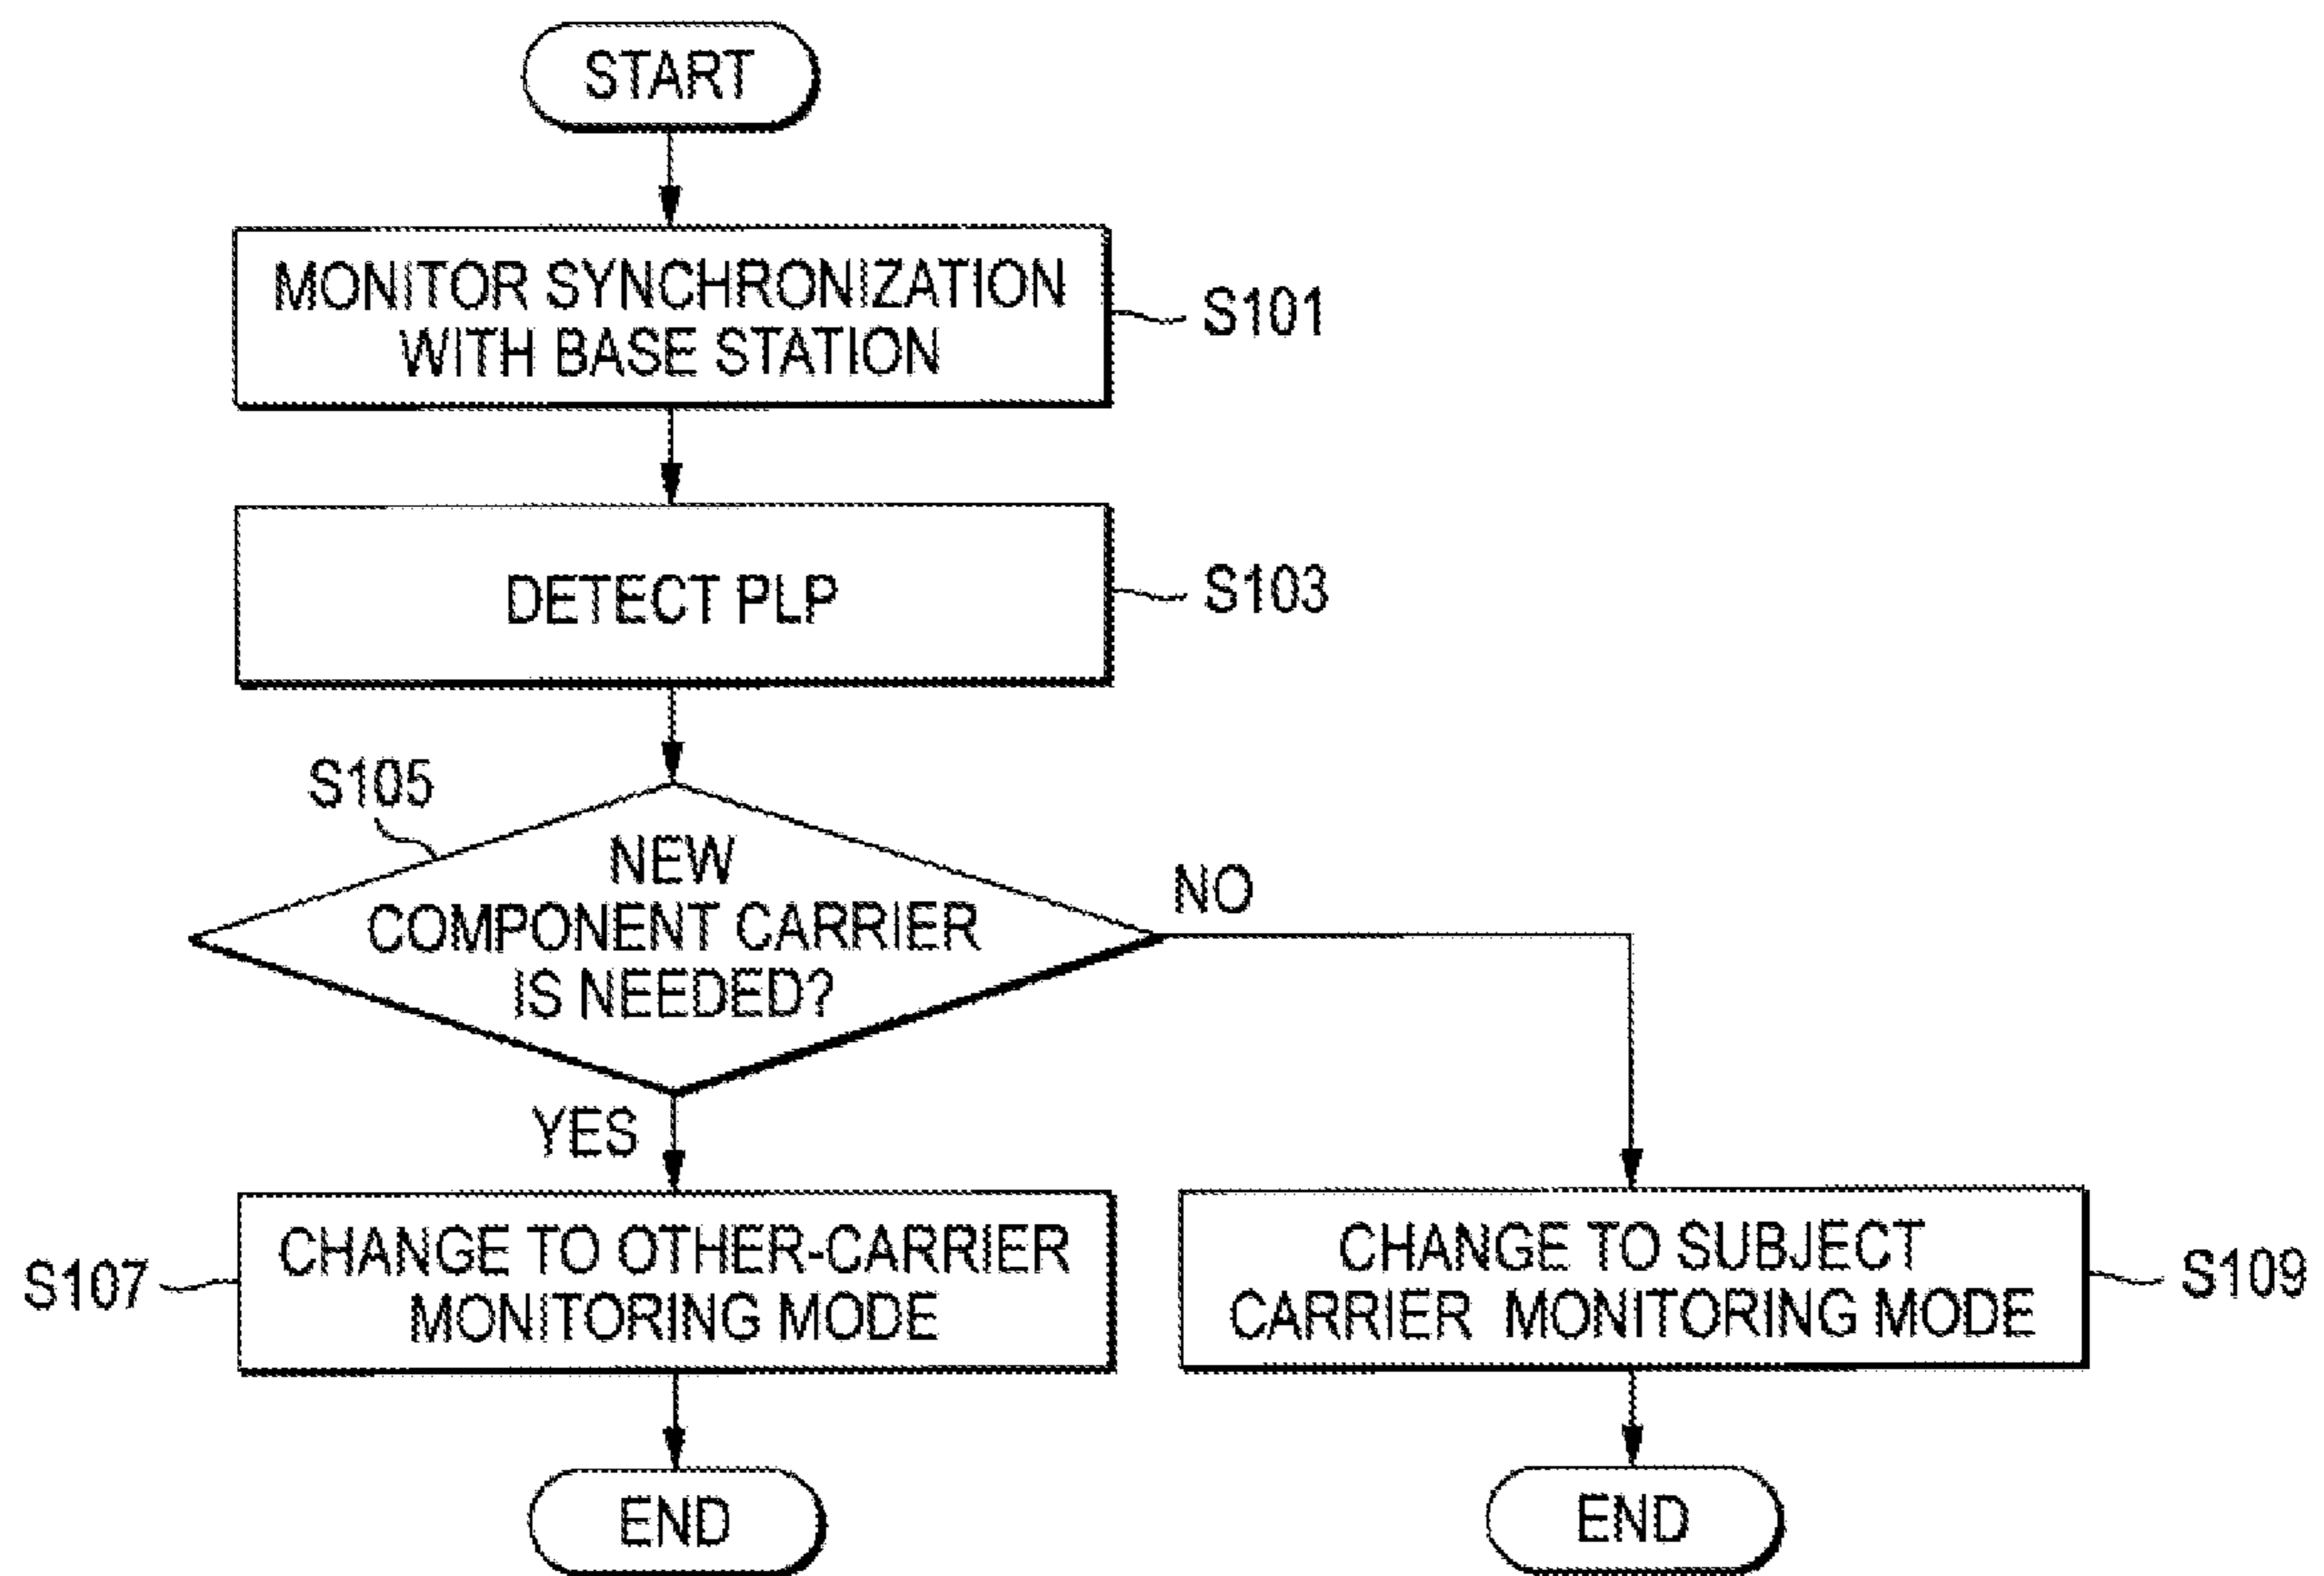 START
MONITOR SYNCHRONIZATION
WITH BASE STATION
S101
DETECT PLP
S103
S105
NEW
COMPONENT CARRIER
IS NEEDED?
NO
YES
S107
CHANGE TO OTHER-CARRIER
MONITORING MODE
CHANGE TO SUBJECT
CARRIER MONITORING MODE
S109
END
END